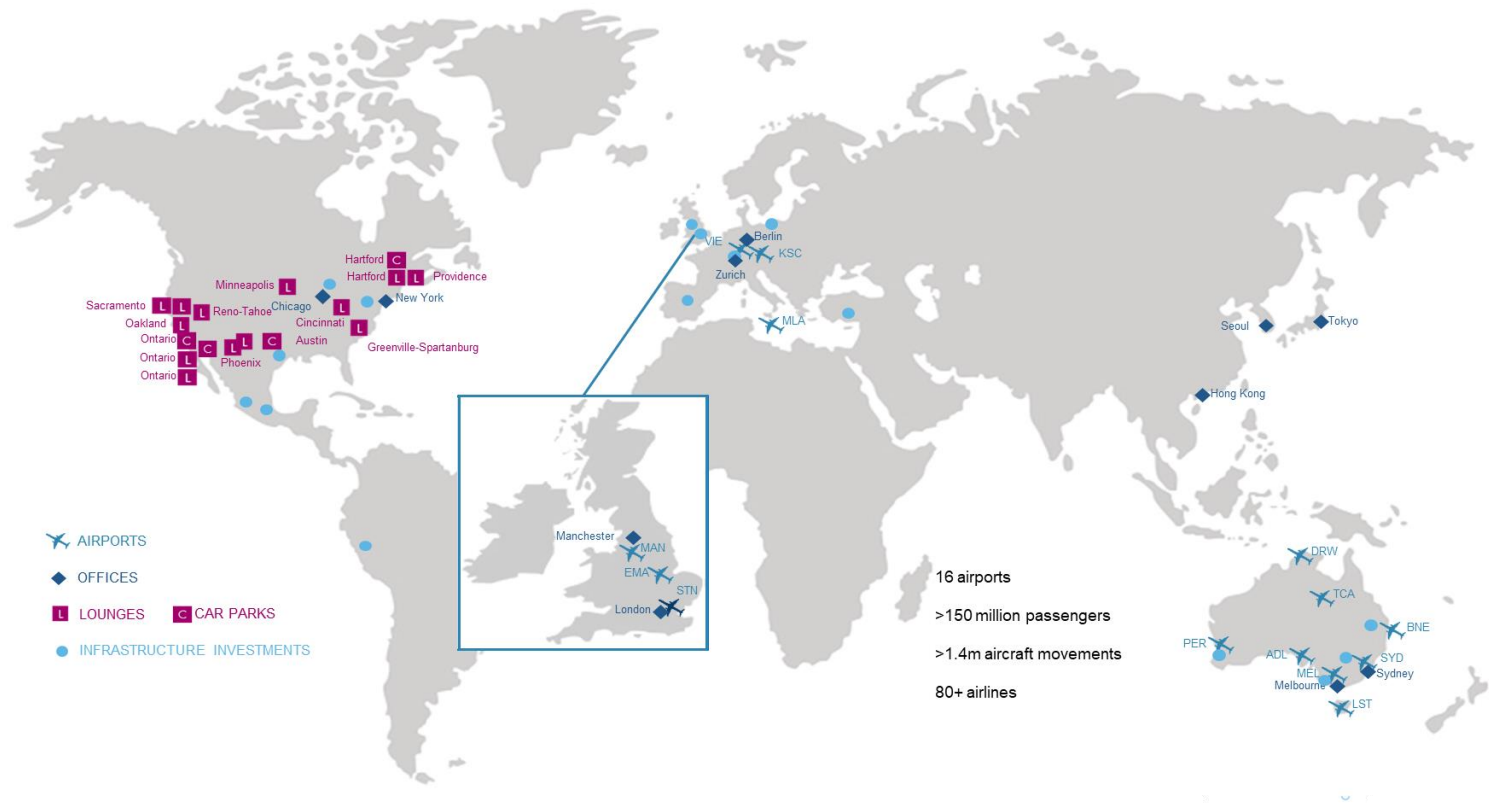 Hartford C
Hartford L L Providence
Minneapolis L
Sacramento L L
L Reno-Tahoe
Chicago
New York
L
Cincinnati
L
Greenville-Spartanburg
Oakland L
Ontario C
C
L L
Phoenix
C Austin
Ontario L
Ontario L
VIE
Berlin
KSC
Zurich
MLA
Seoul
Tokyo
Hong Kong
Manchester
MAN
EMA
STN
London
AIRPORTS
OFFICES
L LOUNGES C CAR PARKS
INFRASTRUCTURE INVESTMENTS
16 airports
>150 million passengers
>1.4m aircraft movements
80+ airlines
DRW
TCA
BNE
PER
ADL
SYD
MEL
Sydney
Melbourne
LST